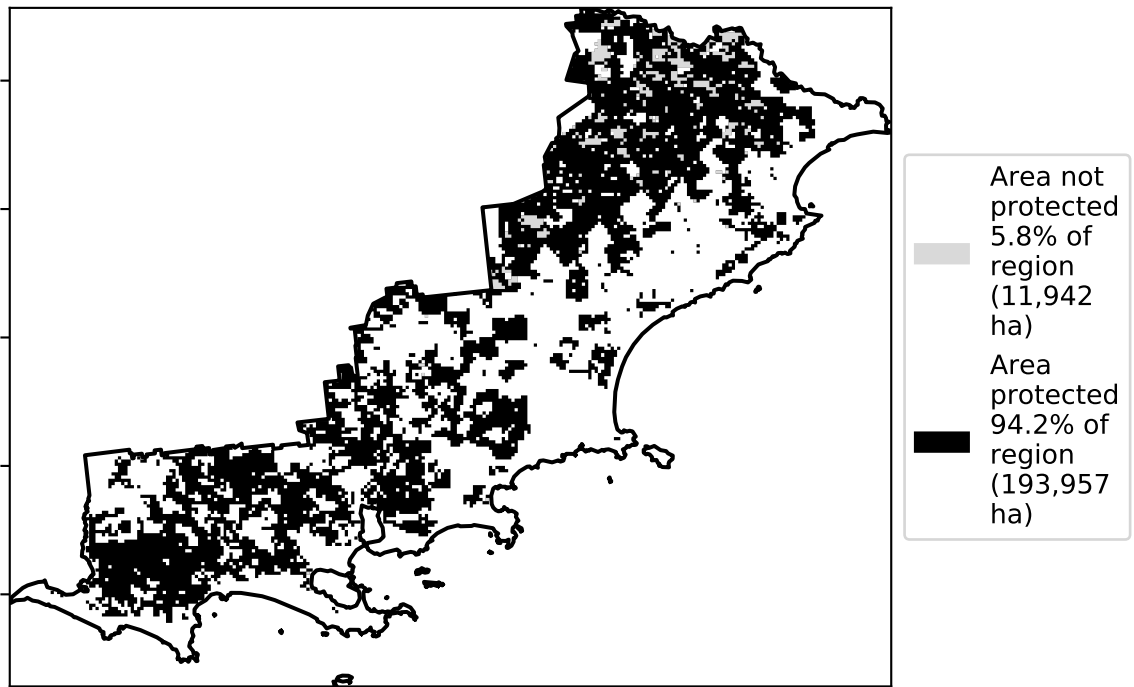 Area not
protected
5.8% of
region
(11,942
ha)
Area
protected
94.2% of
region
(193,957
ha)